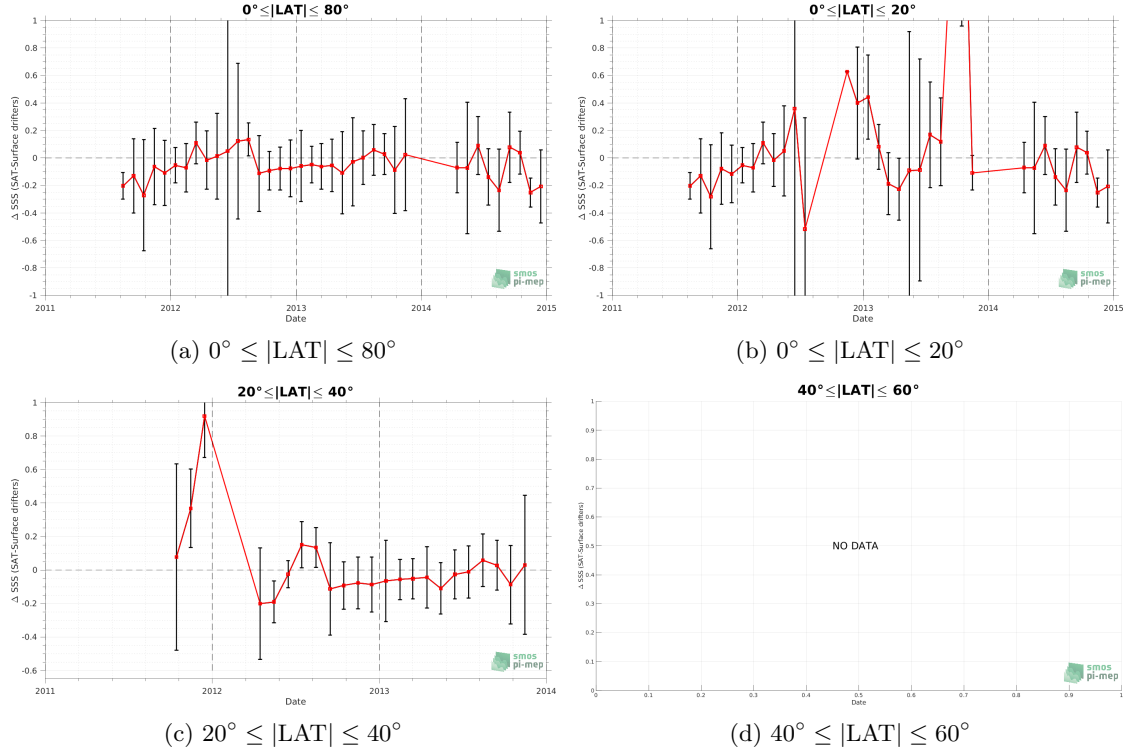 0°≤|LAT|≤ 80°
1
0.8
0.6
0.4
0.2
0
-0.2
-0.4
-0.6
-0.8
-1
Δ SSS (SAT-Surface drifters)
2011
2012
2013
2014
2015
Date
smos
pi-mep
(a) 0° ≤ |LAT| ≤ 80°
0°≤|LAT|≤ 20°
1
0.8
0.6
0.4
0.2
0
-0.2
-0.4
-0.6
-0.8
-1
Δ SSS (SAT-Surface drifters)
2011
2012
2013
2014
2015
Date
smos
pi-mep
(b) 0° ≤ |LAT| ≤ 20°
20°≤|LAT|≤ 40°
1
0.8
0.6
0.4
0.2
0
-0.2
-0.4
-0.6
Δ SSS (SAT-Surface drifters)
2011
2012
2013
2014
Date
smos
pi-mep
(c) 20° ≤ |LAT| ≤ 40°
40°≤|LAT|≤ 60°
1
0.9
0.8
0.7
0.6
0.5
0.4
0.3
0.2
0.1
0
Δ SSS (SAT-Surface drifters)
NO DATA
0
0.1
0.2
0.3
0.4
0.5
0.6
0.7
0.8
0.9
1
Date
smos
pi-mep
(d) 40° ≤ |LAT| ≤ 60°